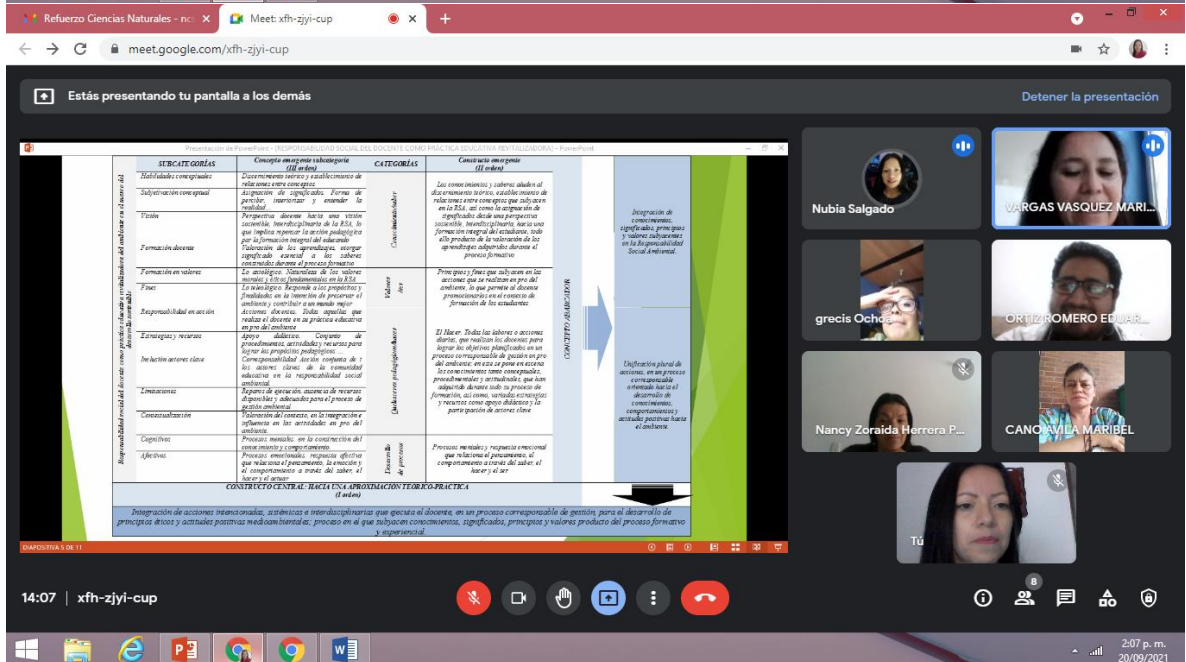 Refuerzo Ciencias Naturales - nc
Meet: xfh-zjyi-cup
meet.google.com/xfh-zjyi-cup
Estás presentando tu pantalla a los demás
Detener la presentación
Presentación de PowerPoint - [RESPONSABILIDAD SOCIAL DEL DOCENTE COMO PRÁCTICA EDUCATIVA REVITALIZADORA] - PowerPoint
SUBCATEGORÍAS
Concepto emergente subcategoría
(III orden)
CATEGORÍAS
Constructo emergente
(II orden)
Responsabilidad social del docente como práctica educativa revitalizadora del ambiente en el marco del
desarrollo sostenible
Habilidades conceptuales
Discernimiento teórico y establecimiento de
relaciones entre conceptos
Subjetivación conceptual
Asignación de significados. Forma de
percibir, interiorizar y entender la
realidad
Visión
Perspectiva docente hacia una visión
sostenible, interdisciplinaria de la RSA, lo
que implica repensar la acción pedagógica
por la formación integral del educando
Formación docente
Valoración de los aprendizajes, otorgar
significado esencial a los saberes
construidos durante el proceso formativo
Los conocimientos y saberes aluden al
discernimiento teórico, establecimiento de
relaciones entre conceptos que subyacen
en la RSA, así como la asignación de
significados desde una perspectiva
sostenible, interdisciplinaria, hacia una
formación integral del estudiante, todo
ello producto de la valoración de los
aprendizajes adquiridos durante el
proceso formativo
Formación en valores
Lo axiológico. Naturaleza de los valores
morales y éticos fundamentales en la RSA
Fines
Lo teleológico. Responde a los propósitos y
finalidades en la intención de preservar el
ambiente y contribuir a un mundo mejor
Valores
Principios y fines que subyacen en las
acciones que se realizan en pro del
ambiente, lo que permite al docente
promocionarlos en el contexto de
formación de los estudiantes
Responsabilidad en acción
Acciones docentes. Todas aquellas que
realiza el docente en su práctica educativa
en pro del ambiente
Estrategias y recursos
Apoyo didáctico. Conjunto de
procedimientos, actividades y recursos para
lograr los propósitos pedagógicos ...
Inclusión actores clave
Corresponsabilidad Acción conjunta de
los actores claves de la comunidad
educativa en la responsabilidad social
ambiental
Limitaciones
Reparos de ejecución, ausencia de recursos
disponibles y adecuados para el proceso de
gestión ambiental
Contextualización
Valoración del contexto, en la integración e
influencia en las actividades en pro del
ambiente.
El Hacer. Todas las labores o acciones
diarias, que realizan los docentes para
lograr los objetivos planificados en un
proceso corresponsable de gestión en pro
del ambiente; en este se pone en escena
los conocimientos tanto conceptuales,
procedimentales y actitudinales, que han
adquirido durante todo su proceso de
formación, así como, variadas estrategias
y recursos como apoyo didáctico y la
participación de actores clave
Cognitivos
Procesos mentales, en la construcción del
conocimiento y comportamiento.
Afectivos
Procesos emocionales, respuesta afectiva
que relaciona el pensamiento, la emoción y
el comportamiento a través del saber, el
hacer y el actuar
Desarrollo
de procesos
Procesos mentales y respuesta emocional
que relaciona el pensamiento, el
comportamiento a través del saber, el
hacer y el ser
CONCEPTO ABARCADOR
Integración de
conocimientos,
significados, principios
y valores subyacentes
en la Responsabilidad
Social Ambiental.
Unificación plural de
acciones, en un proceso
corresponsable
orientado hacia el
desarrollo de
conocimientos,
comportamientos y
actitudes positivas hacia
el ambiente.
CONSTRUCTO CENTRAL: HACIA UNA APROXIMACIÓN TEÓRICO-PRÁCTICA
(I orden)
Integración de acciones intencionadas, sistémicas e interdisciplinarias que ejecuta el docente, en un proceso corresponsable de gestión, para el desarrollo de
principios éticos y actitudes positivas medioambientales; proceso en el que subyacen conocimientos, significados, principios y valores producto del proceso formativo
y experiencial.
DIAPOSITIVA 5 DE 11
Nubia Salgado
VARGAS VASQUEZ MARI...
grecis Ochoa
ORTIZ ROMERO EDUAR...
Nancy Zoraida Herrera P...
CANO AVILA MARIBEL
Tú
14:07 | xfh-zjyi-cup
8
2:07 p. m.
20/09/2021